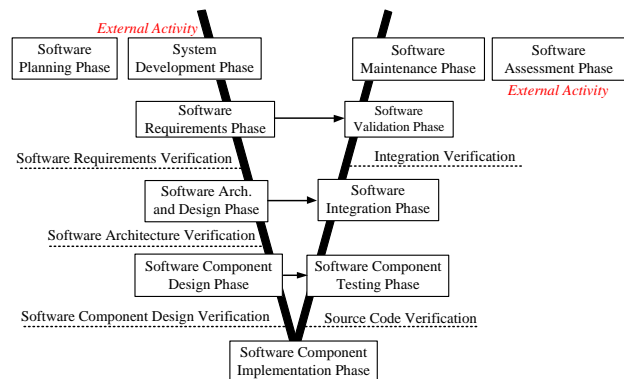 External Activity
Software
Planning Phase
System
Development Phase
Software
Maintenance Phase
Software
Assessment Phase
External Activity
Software
Requirements Phase
Software
Validation Phase
Software Requirements Verification
Integration Verification
Software Arch.
and Design Phase
Software
Integration Phase
Software Architecture Verification
Software Component
Design Phase
Software Component
Testing Phase
Software Component Design Verification
Source Code Verification
Software Component
Implementation Phase